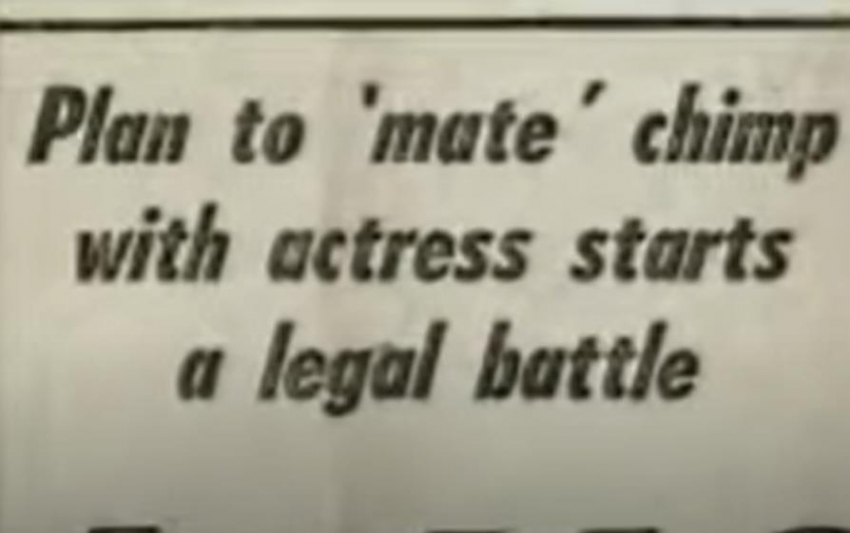 Plan to 'mate' chimp
with actress starts
a legal battle